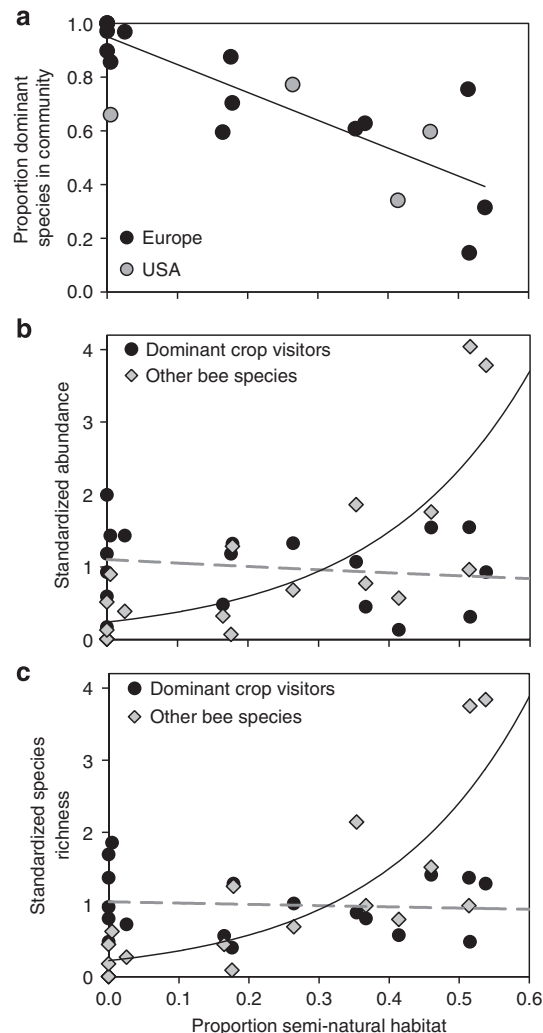 a
Proportion dominant
species in community
1.0
0.8
0.6
0.4
0.2
0.0
Europe
USA
b
Standardized abundance
4
3
2
1
0
Dominant crop visitors
Other bee species
c
Standardized species
richness
4
3
2
1
0
Dominant crop visitors
Other bee species
0.0 0.1 0.2 0.3 0.4 0.5 0.6
Proportion semi-natural habitat